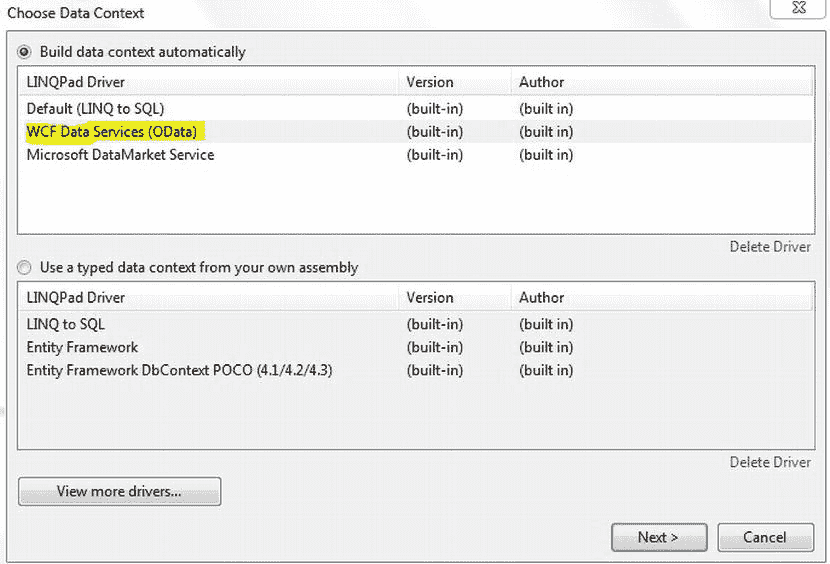 Choose Data Context
Build data context automatically
LINQPad Driver Version Author
Default (LINQ to SQL) (built-in) (built in)
WCF Data Services (OData) (built-in) (built in)
Microsoft DataMarket Service (built-in) (built in)
Delete Driver
Use a typed data context from your own assembly
LINQPad Driver Version Author
LINQ to SQL (built-in) (built in)
Entity Framework (built-in) (built in)
Entity Framework DbContext POCO (4.1/4.2/4.3) (built-in) (built in)
Delete Driver
View more drivers...
Next > Cancel